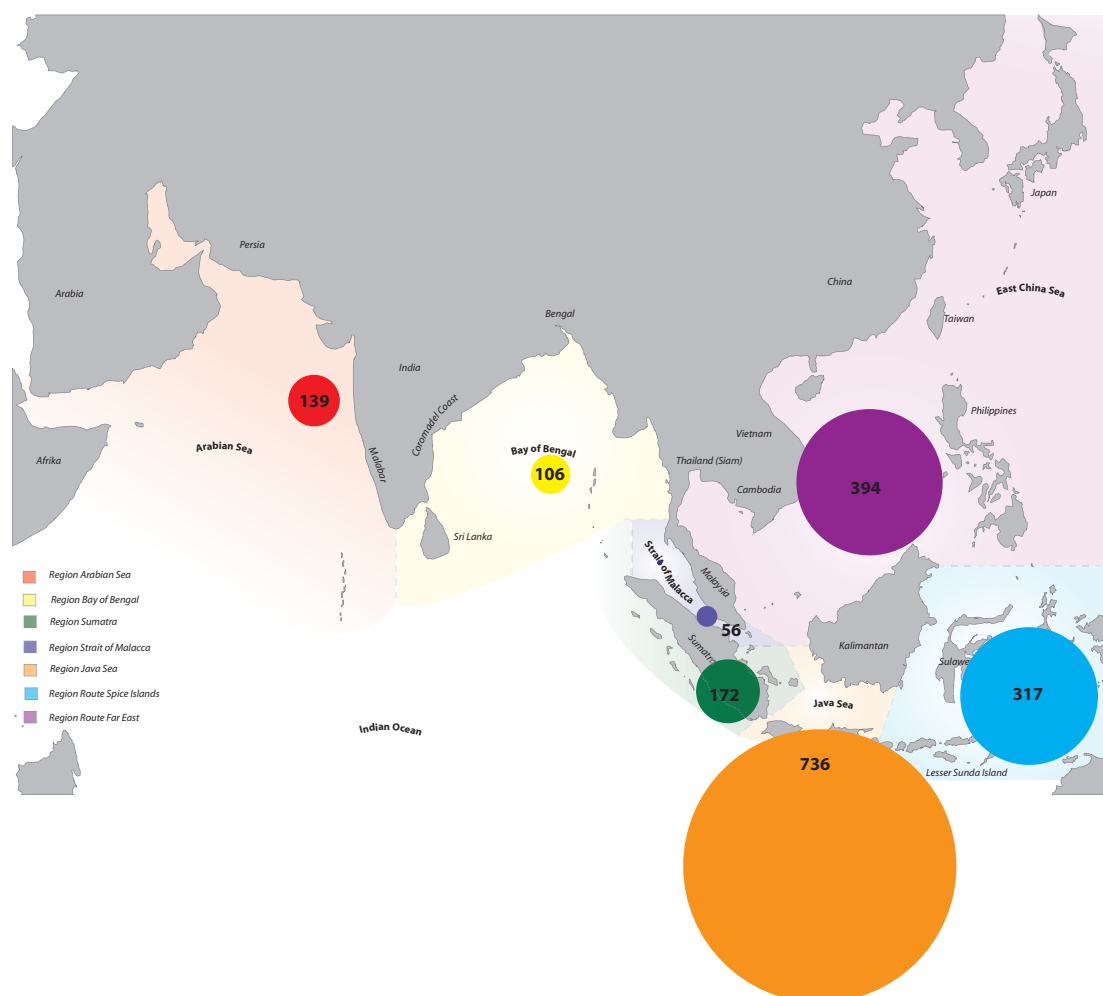 Japan
Persia
China
East China Sea
Arabia
Bengal
Taiwan
India
139
Coromodel Coast
Philippines
Arabian Sea
Malabar
Bay of Bengal
106
Vietnam
Thailand (Siam)
Cambodia
394
Afrika
Sri Lanka
Strait of Malacca
Malaysia
56
Region Arabian Sea
Region Bay of Bengal
Region Sumatra
Region Strait of Malacca
Region Java Sea
Region Route Spice Islands
Region Route Far East
Sumatra
Kalimantan
Sulawe
172
Java Sea
317
Indian Ocean
736
Lesser Sunda Island